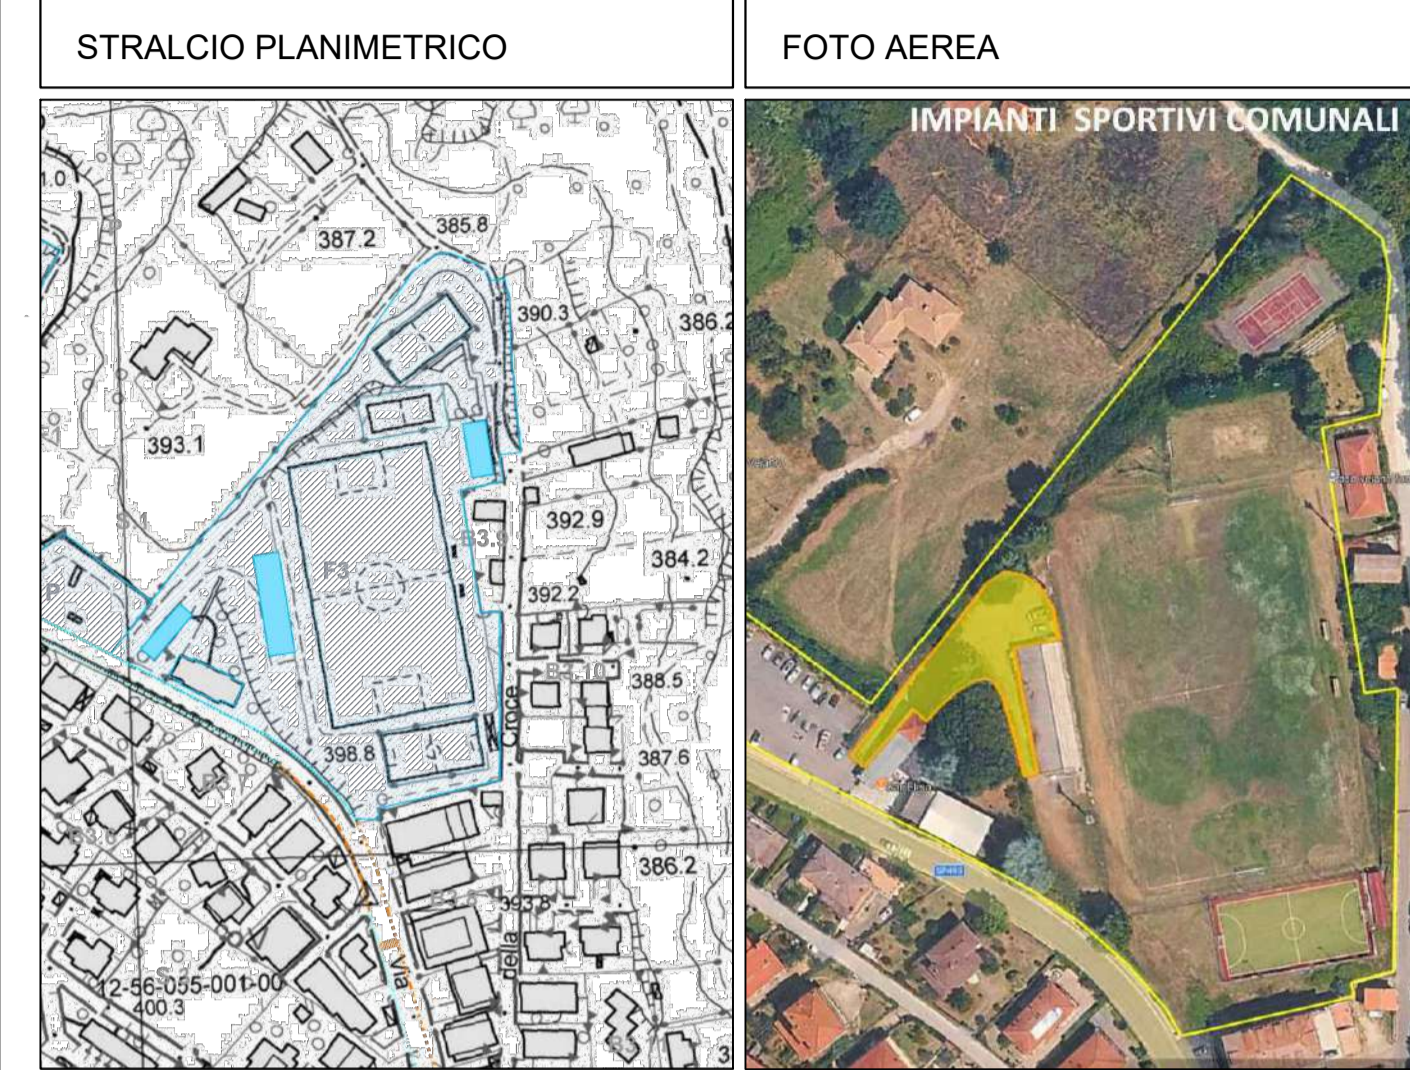 STRALCIO PLANIMETRICO
FOTO AEREA
IMPIANTI SPORTIVI COMUNALI
387.2
385.8
390.3
386.2
393.1
392.9
B3.9
384.2
F3
392.2
P
388.5
Croce
398.8
387.6
386.2
393.8
della
Via
12-56-055-001-00
400.3